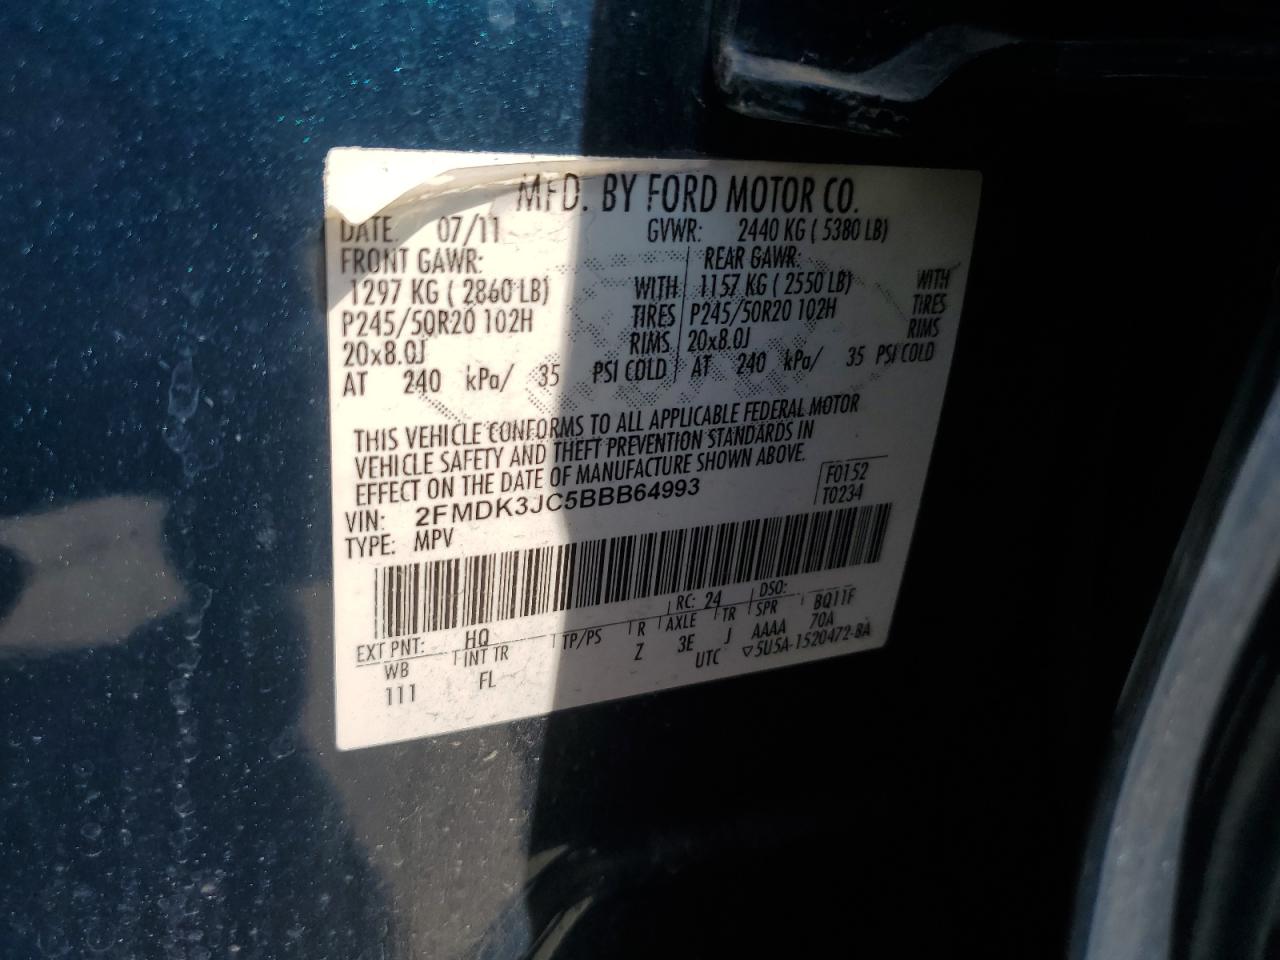 MFD. BY FORD MOTOR CO.
DATE: 07/11 GVWR: 2440 KG ( 5380 LB)
FRONT GAWR: REAR GAWR:
1297 KG ( 2860 LB) WITH 1157 KG ( 2550 LB) WITH
P245/50R20 102H TIRES P245/50R20 102H TIRES
20x8.0J RIMS 20x8.0J RIMS
AT 240 kPa/ 35 PSI COLD AT 240 kPa/ 35 PSI COLD
THIS VEHICLE CONFORMS TO ALL APPLICABLE FEDERAL MOTOR
VEHICLE SAFETY AND THEFT PREVENTION STANDARDS IN
EFFECT ON THE DATE OF MANUFACTURE SHOWN ABOVE.
VIN: 2FMDK3JC5BBB64993 F0152
TYPE: MPV T0234
EXT PNT: HQ RC: 24 DSO:
WB INT TR TP/PS R AXLE TR SPR BQ11F
111 FL Z 3E J AAAA 70A
UTC ▽5U5A-1520472-BA